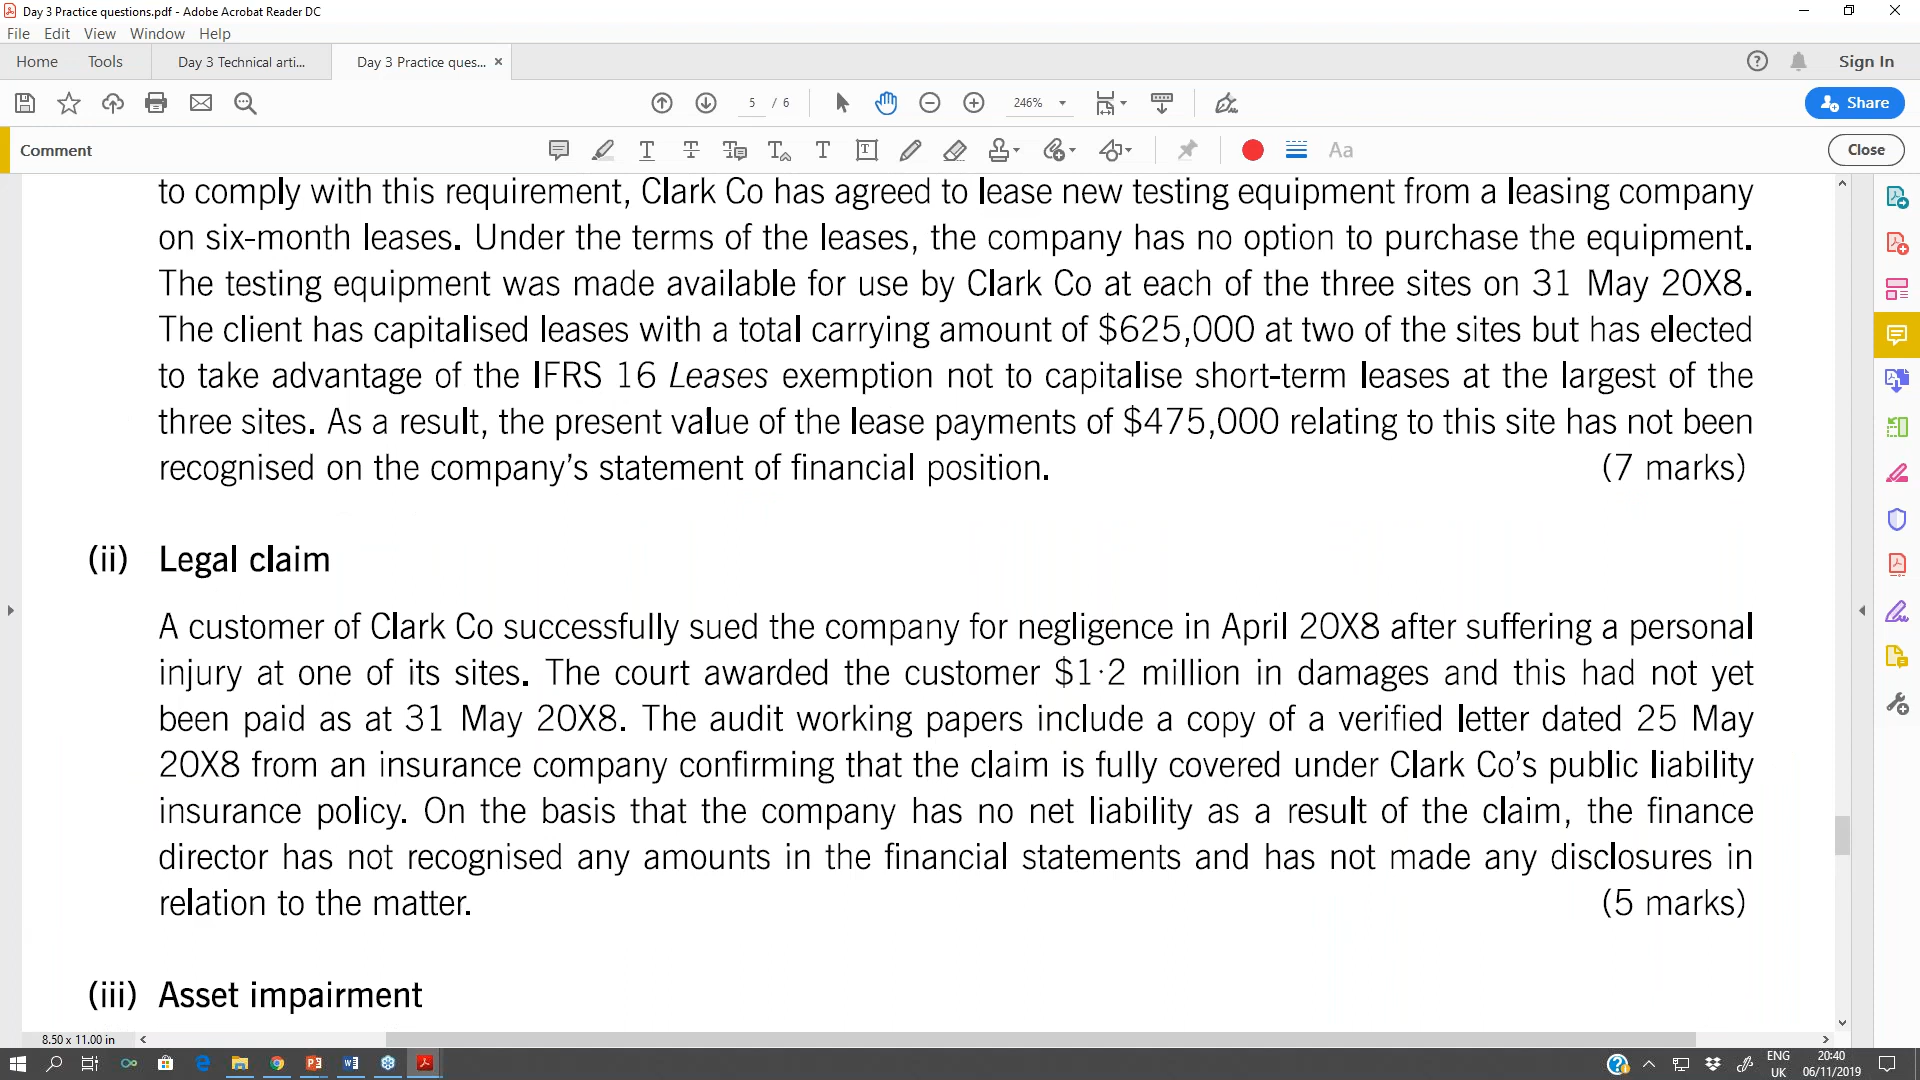 Day 3 Practice questions.pdf - Adobe Acrobat Reader DC
File Edit View Window Help
Home Tools Day 3 Technical arti... Day 3 Practice ques... × Sign In
5 / 6 246% Share
Comment Aa Close
to comply with this requirement, Clark Co has agreed to lease new testing equipment from a leasing company
on six-month leases. Under the terms of the leases, the company has no option to purchase the equipment.
The testing equipment was made available for use by Clark Co at each of the three sites on 31 May 20X8.
The client has capitalised leases with a total carrying amount of $625,000 at two of the sites but has elected
to take advantage of the IFRS 16 Leases exemption not to capitalise short-term leases at the largest of the
three sites. As a result, the present value of the lease payments of $475,000 relating to this site has not been
recognised on the company's statement of financial position. (7 marks)
(ii) Legal claim
A customer of Clark Co successfully sued the company for negligence in April 20X8 after suffering a personal
injury at one of its sites. The court awarded the customer $1·2 million in damages and this had not yet
been paid as at 31 May 20X8. The audit working papers include a copy of a verified letter dated 25 May
20X8 from an insurance company confirming that the claim is fully covered under Clark Co's public liability
insurance policy. On the basis that the company has no net liability as a result of the claim, the finance
director has not recognised any amounts in the financial statements and has not made any disclosures in
relation to the matter. (5 marks)
(iii) Asset impairment
8.50 x 11.00 in
ENG 20:40
UK 06/11/2019